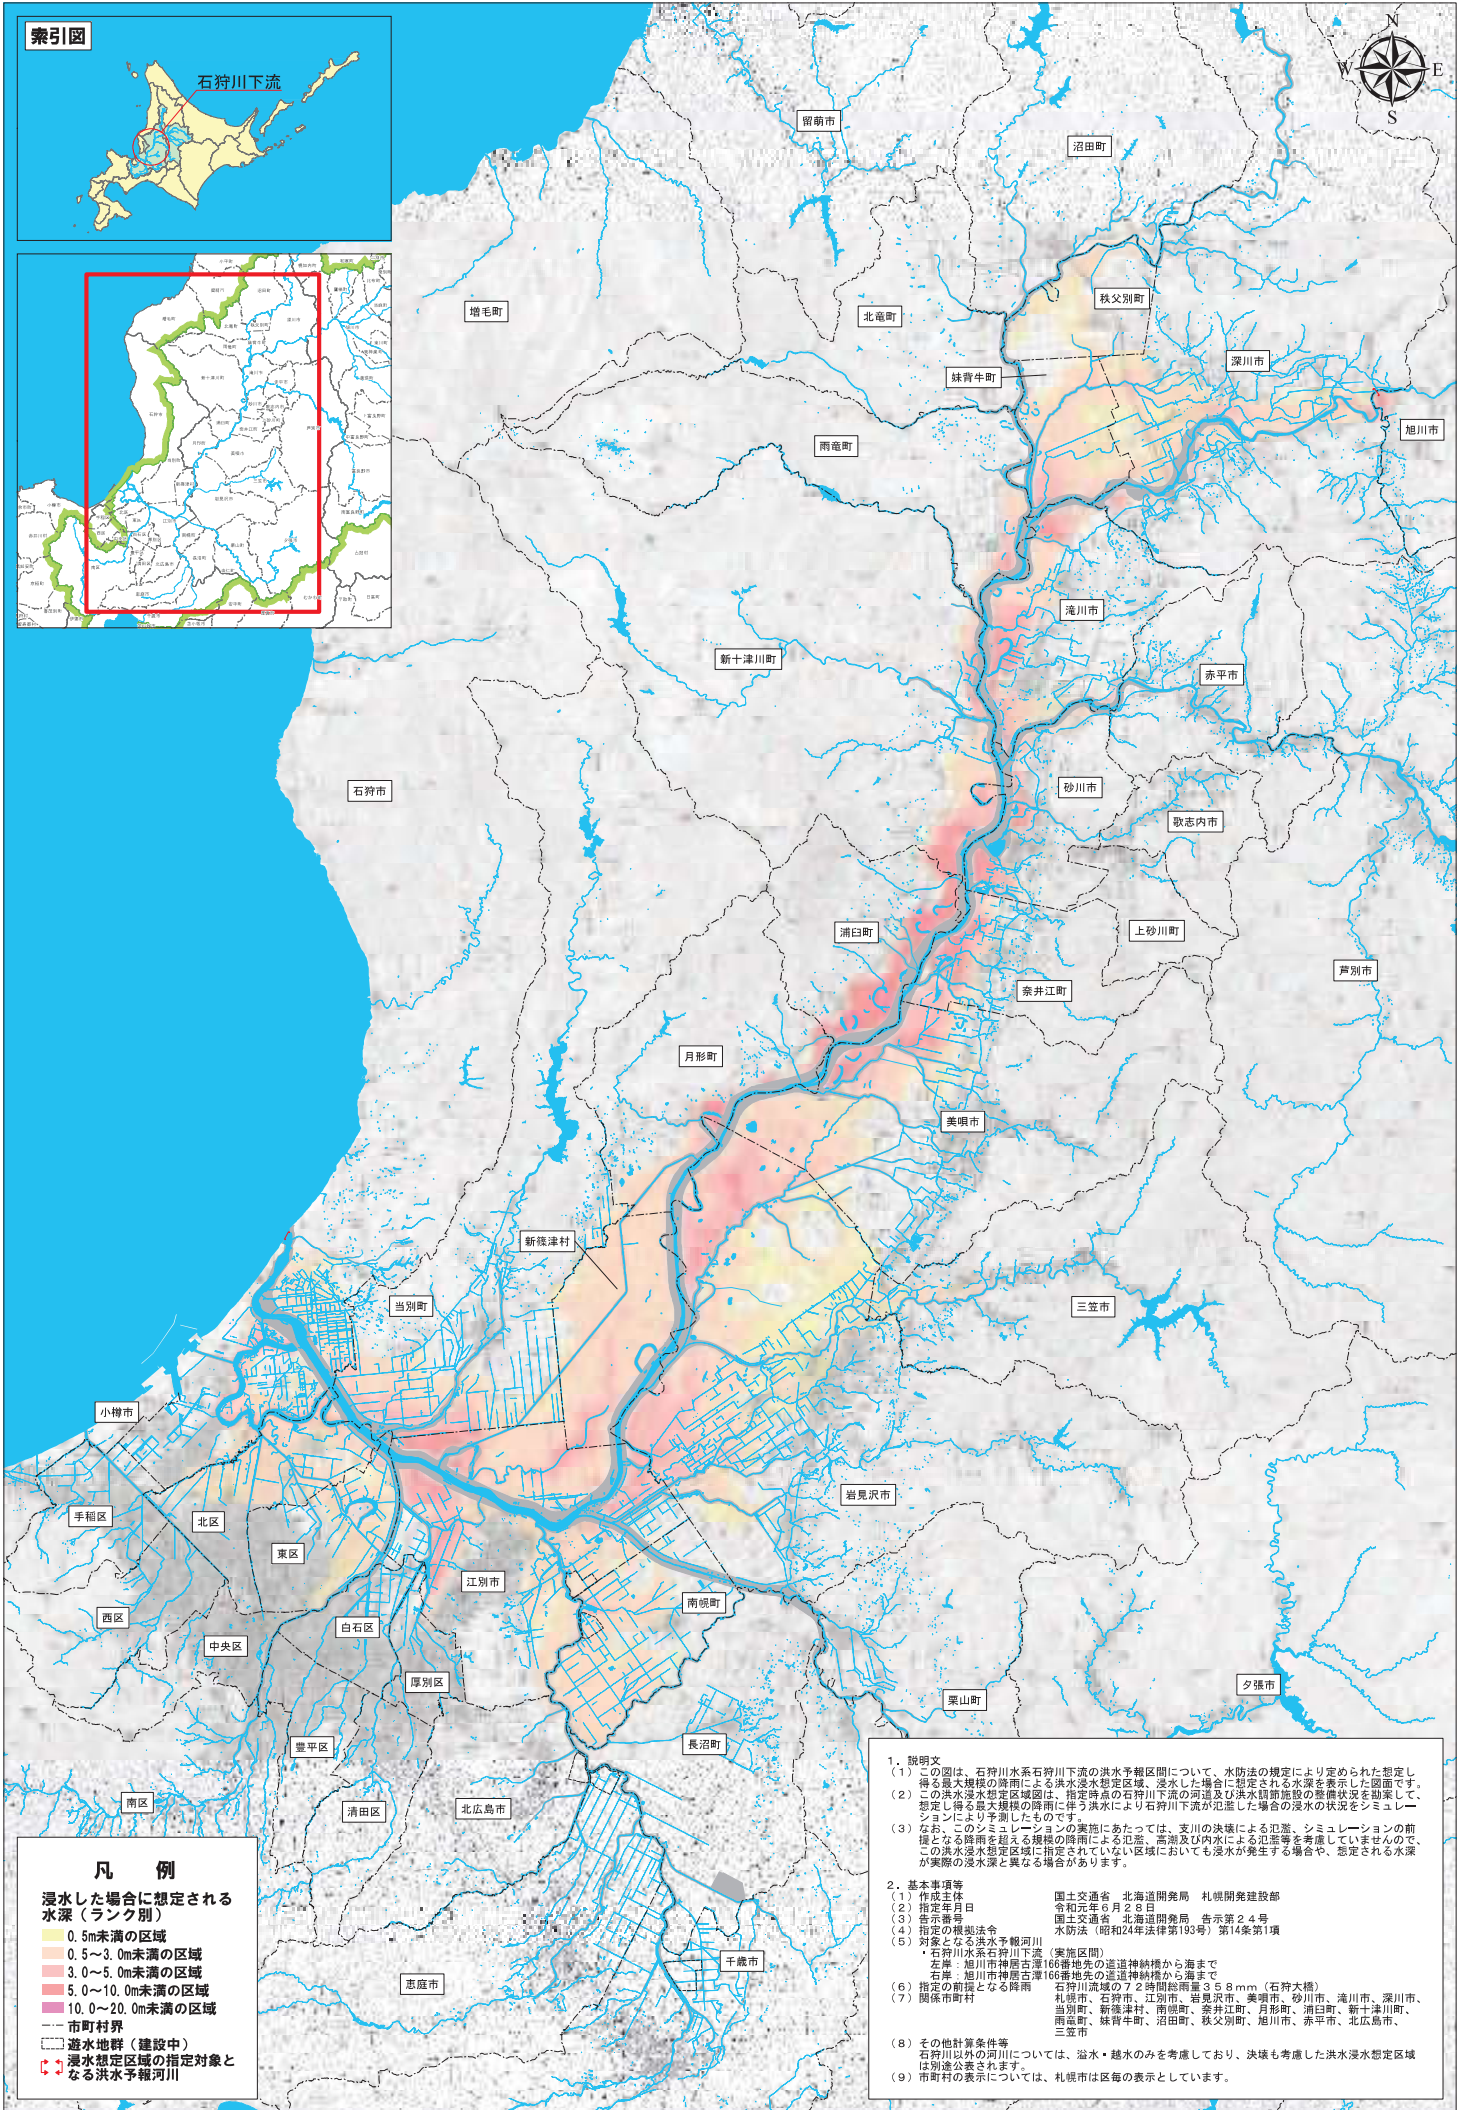 索引図
石狩川下流
N
W
E
S
留萌市
沼田町
秩父別町
増毛町
北竜町
深川市
妹背牛町
旭川市
雨竜町
滝川市
新十津川町
赤平市
石狩市
砂川市
歌志内市
浦臼町
上砂川町
芦別市
奈井江町
月形町
美唄市
新篠津村
当別町
三笠市
小樽市
岩見沢市
手稲区
北区
東区
江別市
南幌町
西区
白石区
中央区
厚別区
夕張市
栗山町
豊平区
長沼町
南区
清田区
北広島市
千歳市
恵庭市
凡 例
浸水した場合に想定される
水深(ランク別)
0.5m未満の区域
0.5~3.0m未満の区域
3.0~5.0m未満の区域
5.0~10.0m未満の区域
10.0~20.0m未満の区域
市町村界
遊水地群(建設中)
浸水想定区域の指定対象と
なる洪水予報河川
1.説明文
(1)この図は、石狩川水系石狩川下流の洪水予報区間について、水防法の規定により定められた想定し
得る最大規模の降雨による洪水浸水想定区域、浸水した場合に想定される水深を表示した図面です。
(2)この洪水浸水想定区域図は、指定時点の石狩川下流の河道及び洪水調節施設の整備状況を勘案して、
想定し得る最大規模の降雨に伴う洪水により石狩川下流が氾濫した場合の浸水の状況をシミュレー
ションにより予測したものです。
(3)なお、このシミュレーションの実施にあたっては、支川の決壊による氾濫、シミュレーションの前
提となる降雨を超える規模の降雨による氾濫、高潮及び内水による氾濫等を考慮していませんので、
この洪水浸水想定区域に指定されていない区域においても浸水が発生する場合や、想定される水深
が実際の浸水深と異なる場合があります。
2.基本事項等
(1)作成主体 国土交通省 北海道開発局 札幌開発建設部
(2)指定年月日 令和元年6月28日
(3)告示番号 国土交通省 北海道開発局 告示第24号
(4)指定の根拠法令 水防法(昭和24年法律第193号)第14条第1項
(5)対象となる洪水予報河川
・石狩川水系石狩川下流(実施区間)
左岸:旭川市神居古潭166番地先の道道神納橋から海まで
右岸:旭川市神居古潭166番地先の道道神納橋から海まで
(6)指定の前提となる降雨 石狩川流域の72時間総雨量358mm(石狩大橋)
(7)関係市町村 札幌市、石狩市、江別市、岩見沢市、美唄市、砂川市、滝川市、深川市、
当別町、新篠津村、南幌町、奈井江町、月形町、浦臼町、新十津川町、
雨竜町、妹背牛町、沼田町、秩父別町、旭川市、赤平市、北広島市、
三笠市
(8)その他計算条件等
石狩川以外の河川については、溢水・越水のみを考慮しており、決壊も考慮した洪水浸水想定区域
は別途公表されます。
(9)市町村の表示については、札幌市は区毎の表示としています。